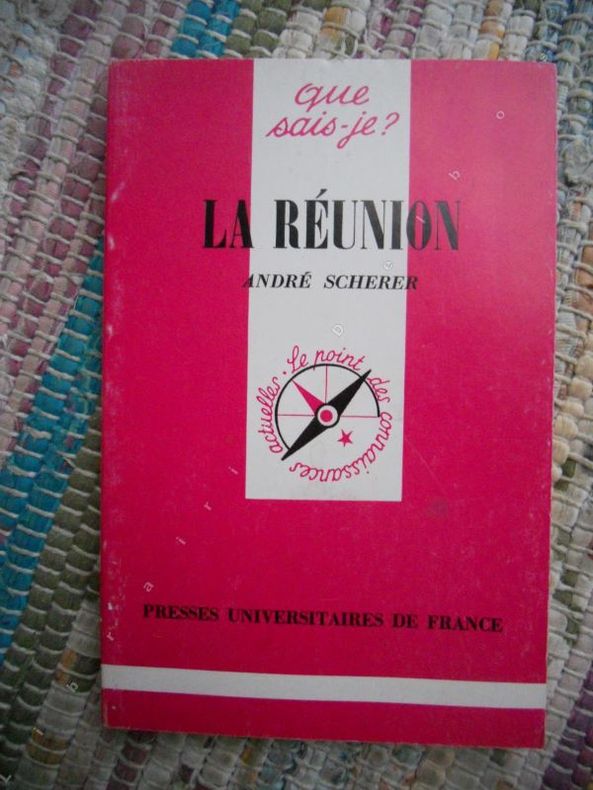 que
sais-je?
LA RÉUNION
ANDRÉ SCHERER
Le point des connaissances actuelles.
PRESSES UNIVERSITAIRES DE FRANCE